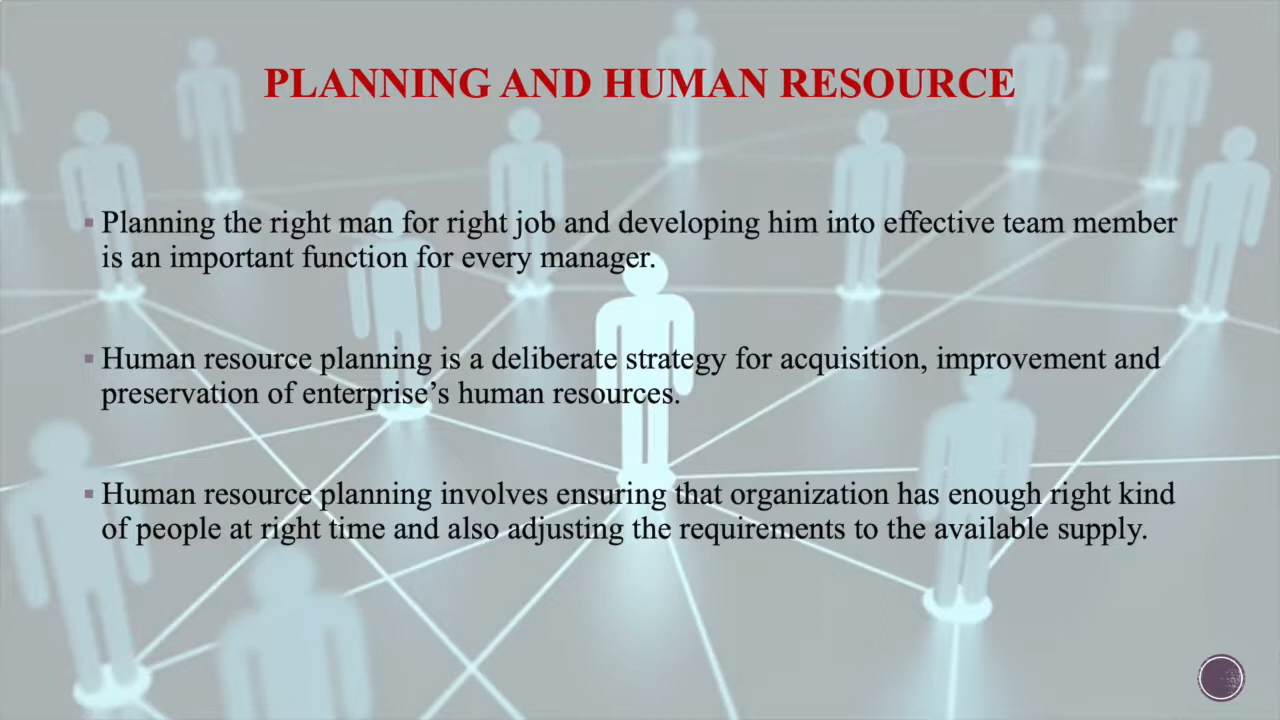 PLANNING AND HUMAN RESOURCE
Planning the right man for right job and developing him into effective team member
is an important function for every manager.
Human resource planning is a deliberate strategy for acquisition, improvement and
preservation of enterprise’s human resources.
Human resource planning involves ensuring that organization has enough right kind
of people at right time and also adjusting the requirements to the available supply.